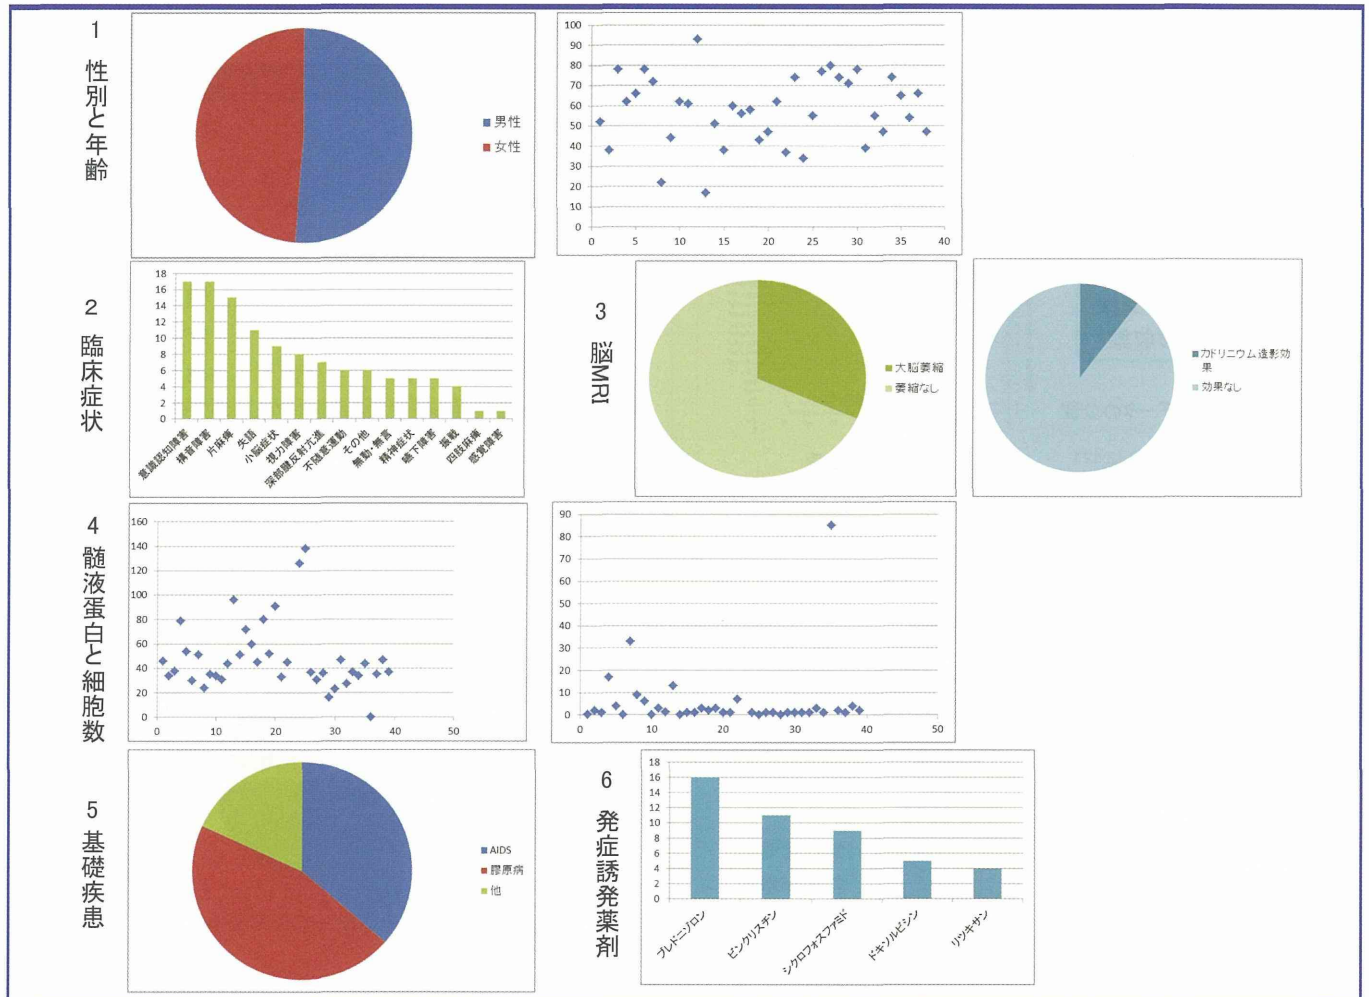 1 性別と年齢
男性
女性
100
90
80
70
60
50
40
30
20
10
0
0 5 10 15 20 25 30 35 40
2 臨床症状
18
16
14
12
10
8
6
4
2
0
意識認知障害
構音障害
片麻痺
失語
小脳症状
視力障害
深部腱反射亢進
不随意運動
その他
無動・無言
精神症状
嚥下障害
振戦
四肢麻痺
感覚障害
3 脳MRI
大脳萎縮
萎縮なし
ガドリニウム造影効
果
効果なし
4 髄液蛋白と細胞数
160
140
120
100
80
60
40
20
0
0 10 20 30 40 50
90
80
70
60
50
40
30
20
10
0
0 10 20 30 40 50
5 基礎疾患
AIDS
膠原病
他
6 発症誘発薬剤
18
16
14
12
10
8
6
4
2
0
プレドニゾロン
ビンクリスチン
シクロフォスファミド
ドキソルビシン
リツキサン